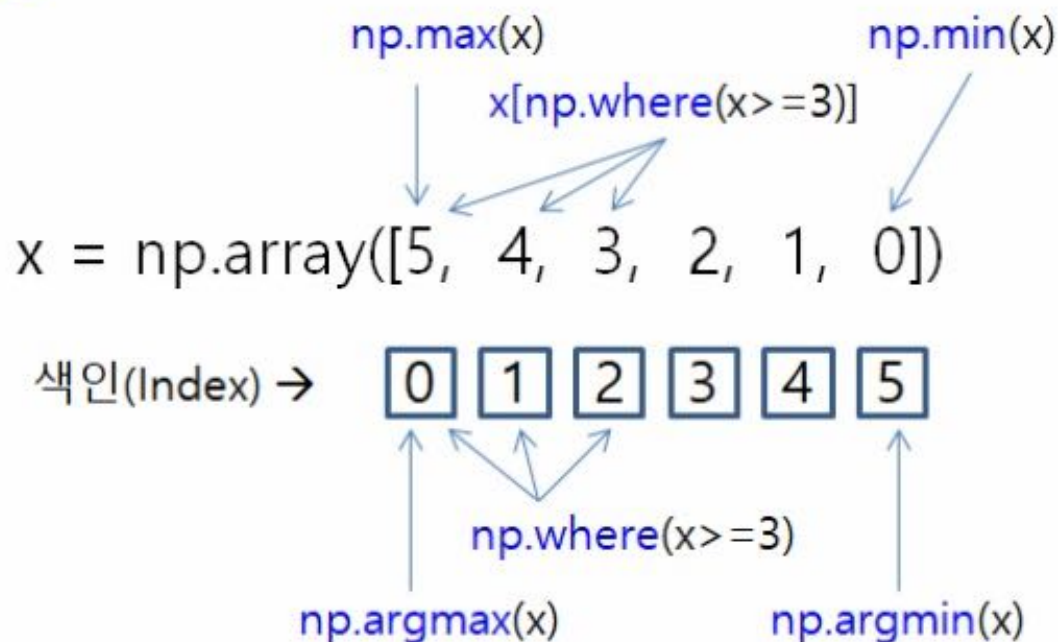 np.max(x) np.min(x)
x[np.where(x>=3)]
x = np.array([5, 4, 3, 2, 1, 0])
색인(Index) → 0 1 2 3 4 5
np.where(x>=3)
np.argmax(x) np.argmin(x)